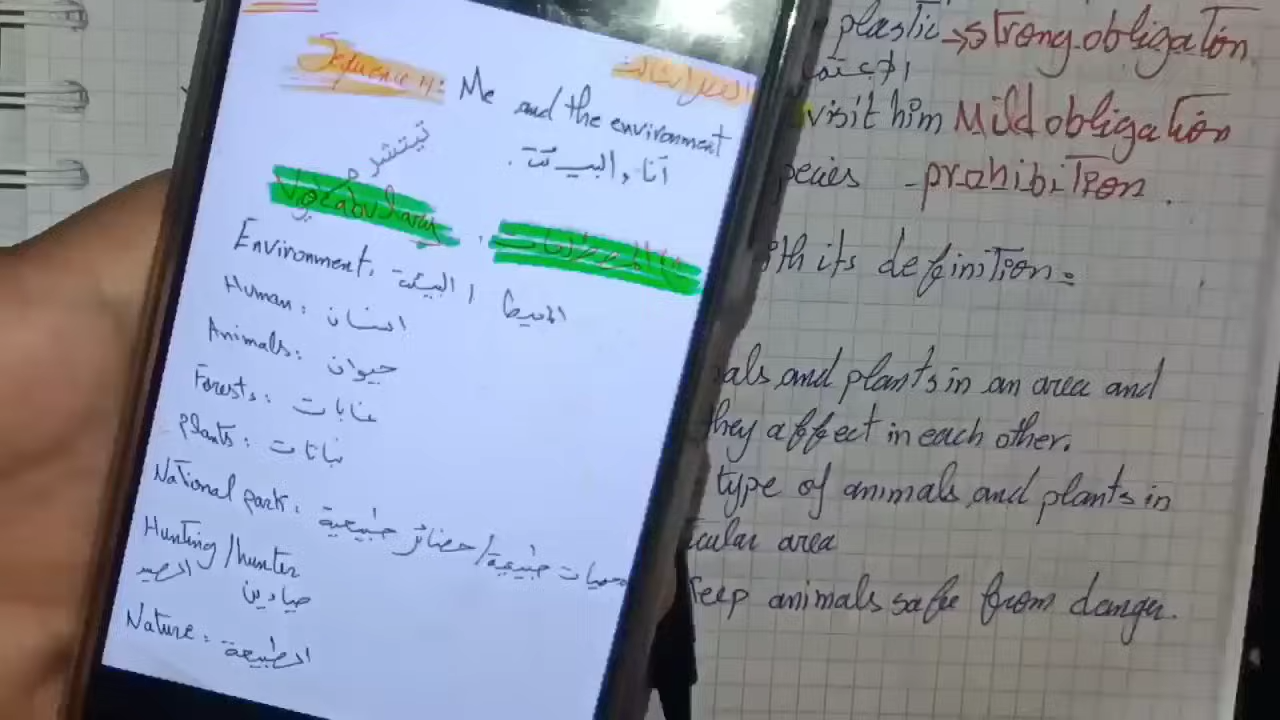 Sequence 4: Me and the environment
أنا والبيئة.
Vocabulary
المصطلحات
Environment: البيئة / المحيط
Human: انسان
Animals: حيوان
Forests: غابات
plants: نباتات
National park: حضائر طبيعية/محميات طبيعية
Hunting/hunter
الصيد صيادين
Nature: الطبيعة
plastic → strong obligation
visit him Mild obligation
pecies - prohibition.
th its definition:
als and plants in an area and
they affect in each other.
type of animals and plants in
cular area
keep animals safe from danger.